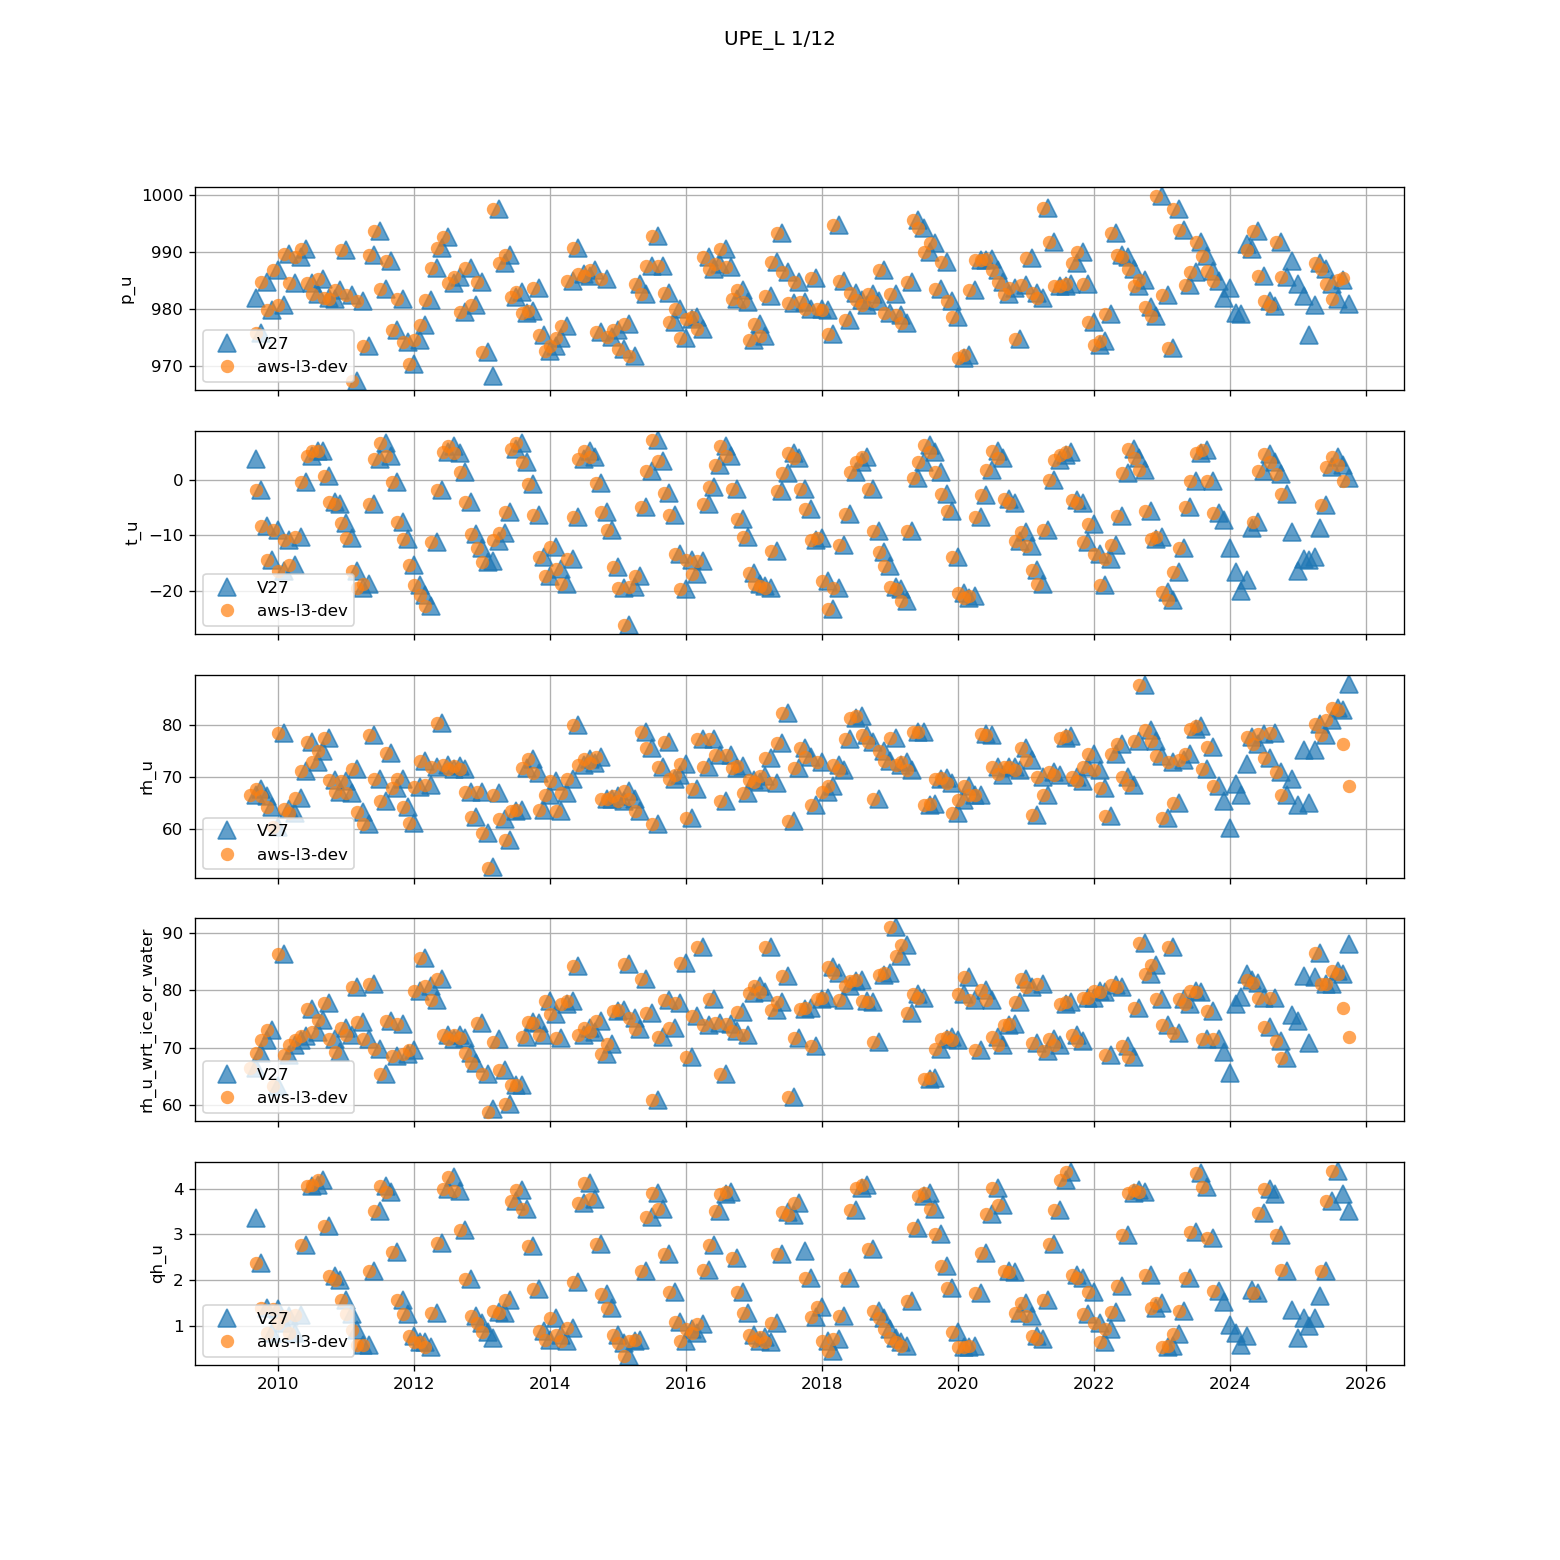 UPE_L 1/12
1000
990
980
970
p_u
V27
aws-l3-dev
0
−10
−20
t_u
V27
aws-l3-dev
80
70
60
rh_u
V27
aws-l3-dev
90
80
70
60
rh_u_wrt_ice_or_water
V27
aws-l3-dev
4
3
2
1
qh_u
V27
aws-l3-dev
2010 2012 2014 2016 2018 2020 2022 2024 2026